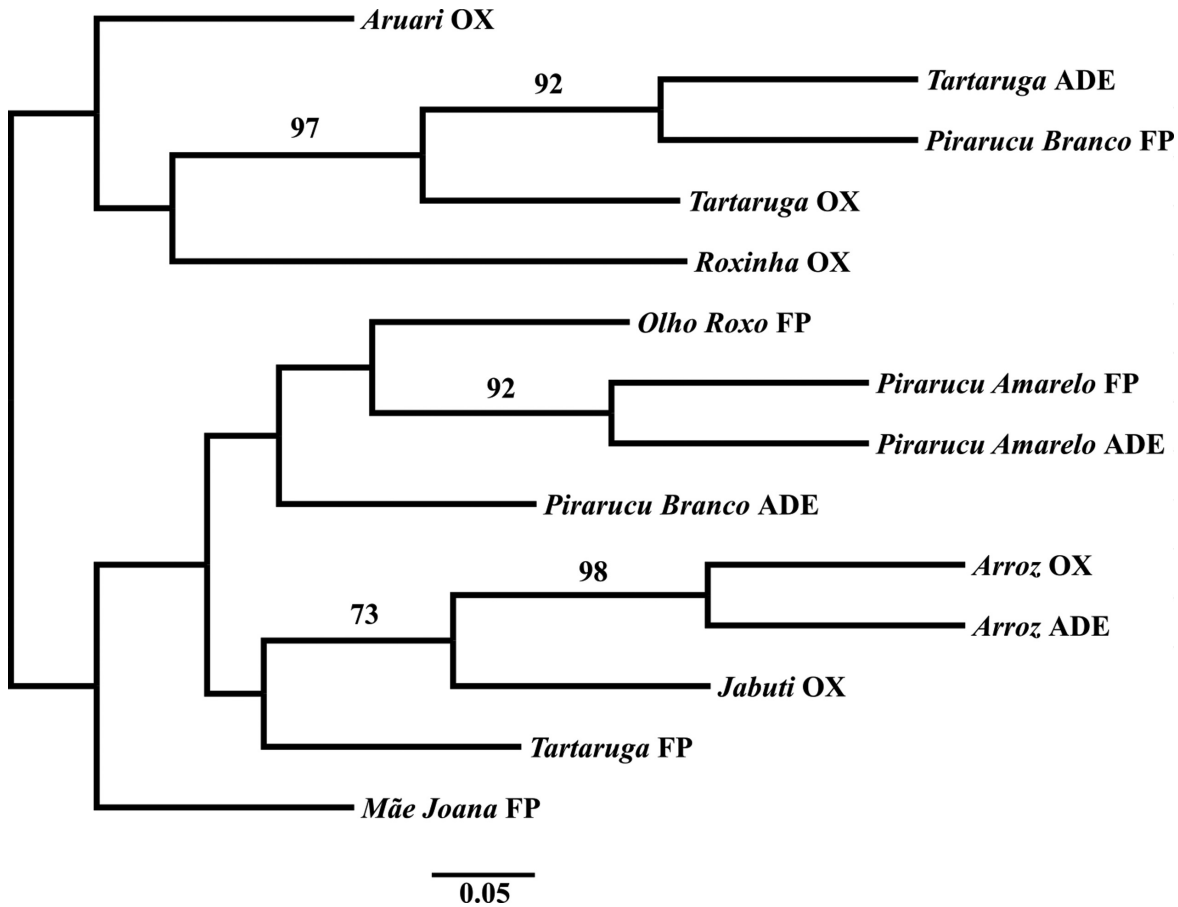 Aruari OX
Tartaruga ADE
92
Pirarucu Branco FP
97
Tartaruga OX
Roxinha OX
Olho Roxo FP
Pirarucu Amarelo FP
92
Pirarucu Amarelo ADE
Pirarucu Branco ADE
Arroz OX
98
Arroz ADE
73
Jabuti OX
Tartaruga FP
Mãe Joana FP
0.05